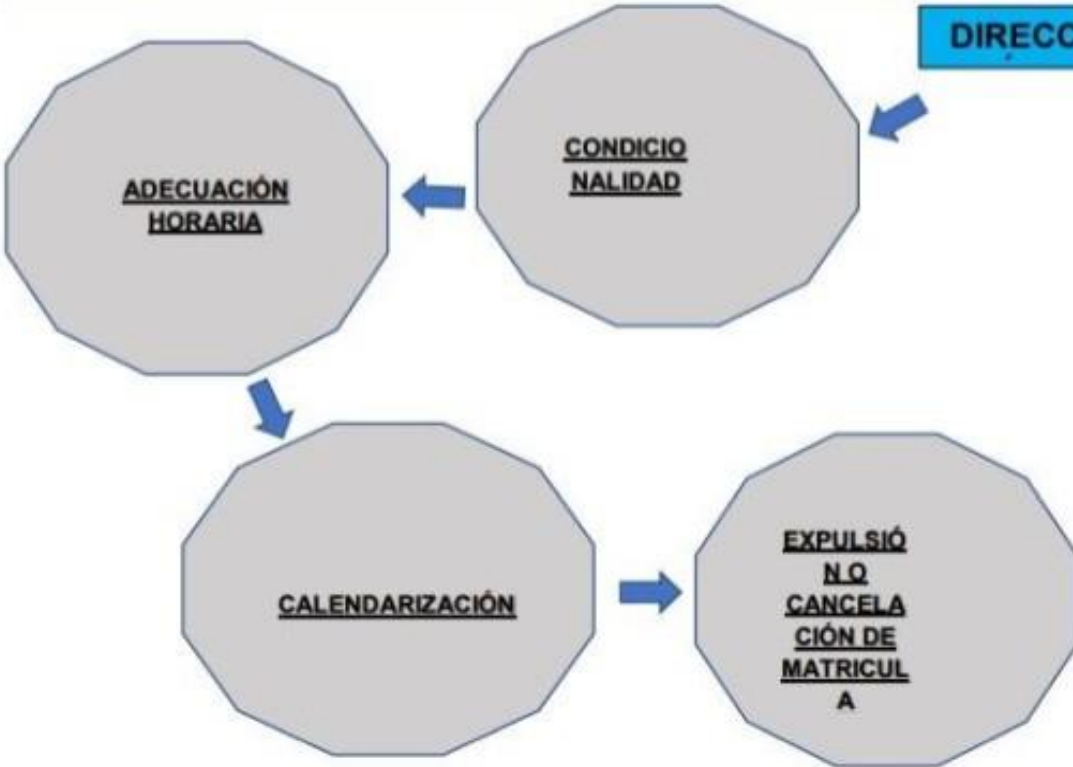 DIRECC
CONDICIO
NALIDAD
ADECUACIÓN
HORARIA
CALENDARIZACIÓN
EXPULSIÓ
N O
CANCELA
CIÓN DE
MATRICUL
A